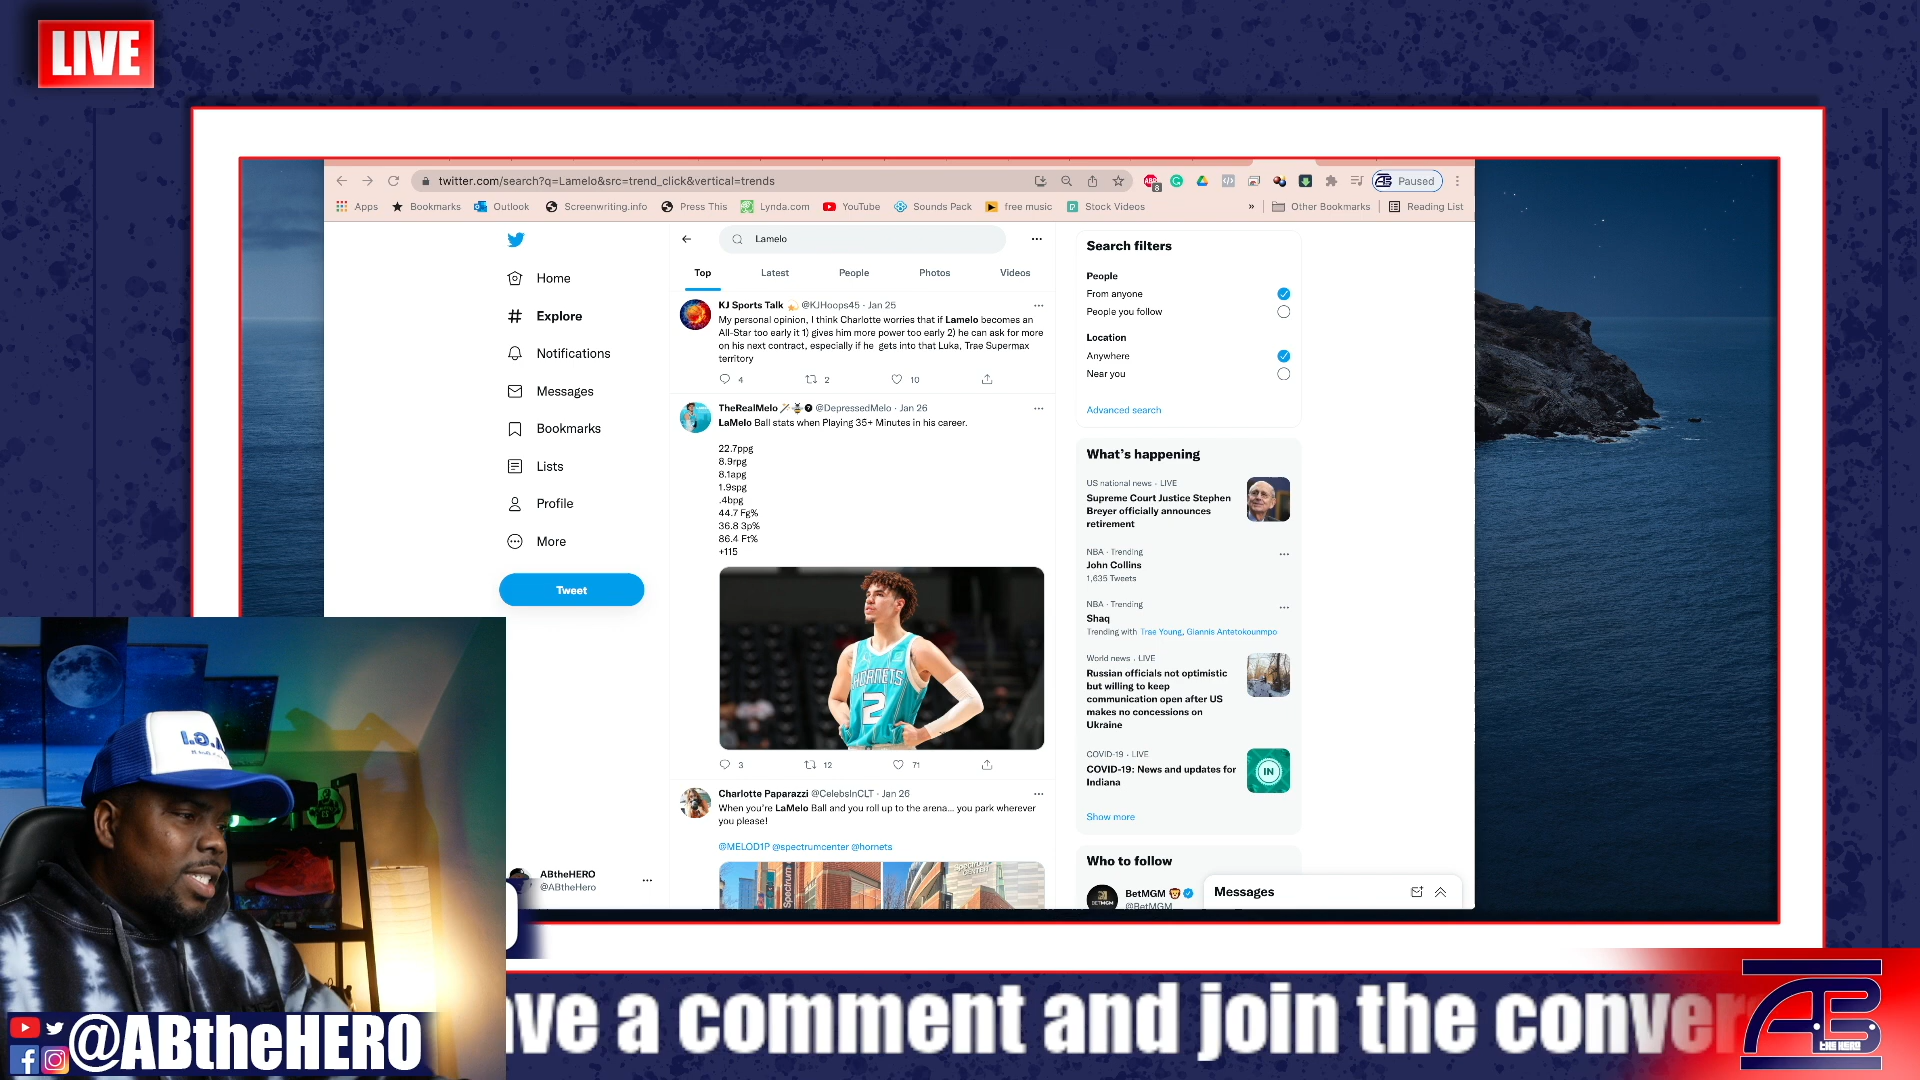 LIVE
twitter.com/search?q=Lamelo&src=trend_click&vertical=trends
Paused
Apps
Bookmarks
Outlook
Screenwriting.info
Press This
Lynda.com
YouTube
Sounds Pack
free music
Stock Videos
»
Other Bookmarks
Reading List
Home
Explore
Notifications
Messages
Bookmarks
Lists
Profile
More
Tweet
ABtheHERO
@ABtheHero
Lamelo
Top
Latest
People
Photos
Videos
KJ Sports Talk @KJHoops45 · Jan 25
My personal opinion, I think Charlotte worries that if Lamelo becomes an
All-Star too early it 1) gives him more power too early 2) he can ask for more
on his next contract, especially if he gets into that Luka, Trae Supermax
territory
4
2
10
TheRealMelo @DepressedMelo · Jan 26
LaMelo Ball stats when Playing 35+ Minutes in his career.
22.7ppg
8.9rpg
8.1apg
1.9spg
.4bpg
44.7 Fg%
36.8 3p%
86.4 Ft%
+115
HORNETS
2
3
12
71
Charlotte Paparazzi @CelebsInCLT · Jan 26
When you're LaMelo Ball and you roll up to the arena... you park wherever
you please!
@MELOD1P @spectrumcenter @hornets
Spectrum
Search filters
People
From anyone
People you follow
Location
Anywhere
Near you
Advanced search
What's happening
US national news · LIVE
Supreme Court Justice Stephen
Breyer officially announces
retirement
NBA · Trending
John Collins
1,635 Tweets
NBA · Trending
Shaq
Trending with Trae Young, Giannis Antetokounmpo
World news · LIVE
Russian officials not optimistic
but willing to keep
communication open after US
makes no concessions on
Ukraine
COVID-19 · LIVE
COVID-19: News and updates for
Indiana
IN
Show more
Who to follow
BetMGM
@BetMGM
Messages
@ABtheHERO
ave a comment and join the conver
AB
THE HERO